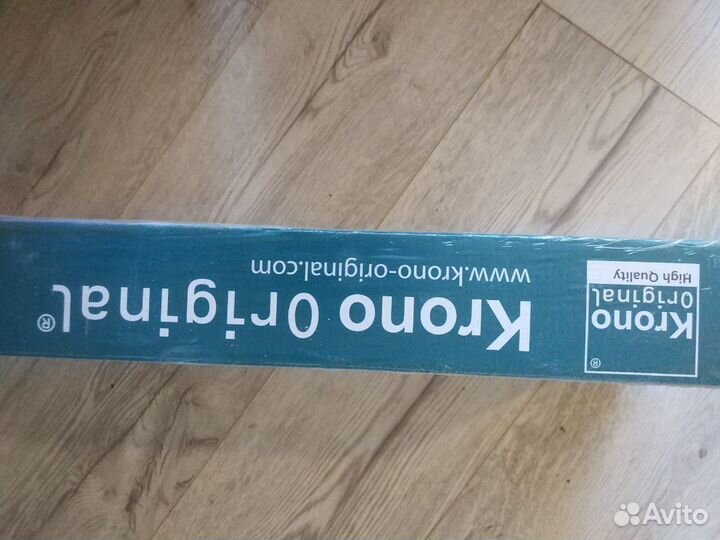 Krono
Original
High Quality
®
Krono Original®
www.krono-original.com
Avito